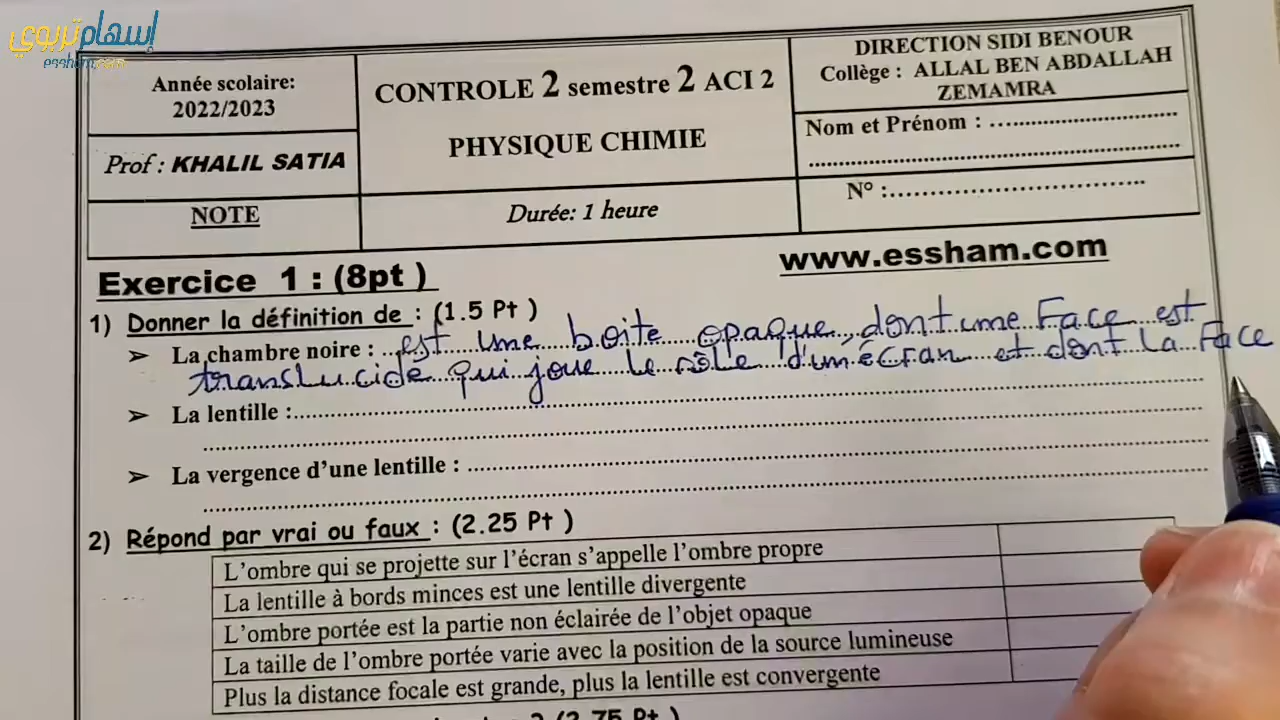 إسهام تربوي
essham.com
Année scolaire:
2022/2023
Prof : KHALIL SATIA
NOTE
CONTROLE 2 semestre 2 ACI 2
PHYSIQUE CHIMIE
Durée: 1 heure
DIRECTION SIDI BENOUR
Collège : ALLAL BEN ABDALLAH
ZEMAMRA
Nom et Prénom : ................................
................................................................
N° :................................
Exercice 1 : (8pt )
www.essham.com
1) Donner la définition de : (1.5 Pt )
➢ La chambre noire : est une boite opaque, dont une Face est
translucide qui joue le rôle d'un écran et dont la Face
➢ La lentille :................................................................
................................................................
➢ La vergence d'une lentille : ................................................................
................................................................
2) Répond par vrai ou faux : (2.25 Pt )
L'ombre qui se projette sur l'écran s'appelle l'ombre propre
La lentille à bords minces est une lentille divergente
L'ombre portée est la partie non éclairée de l'objet opaque
La taille de l'ombre portée varie avec la position de la source lumineuse
Plus la distance focale est grande, plus la lentille est convergente
2 (2.75 Pt )